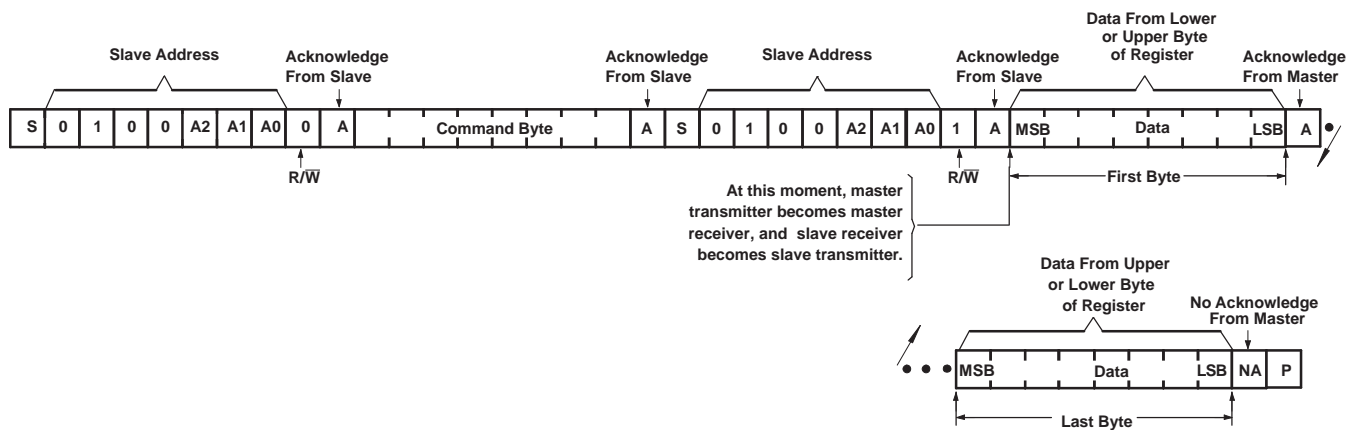 Slave Address
Acknowledge
From Slave
Acknowledge
From Slave
Slave Address
Acknowledge
From Slave
Data From Lower
or Upper Byte
of Register
Acknowledge
From Master
S 0 1 0 0 A2 A1 A0 0 A Command Byte A S 0 1 0 0 A2 A1 A0 1 A MSB Data LSB A
R/W̅
R/W̅
First Byte
At this moment, master
transmitter becomes master
receiver, and slave receiver
becomes slave transmitter.
Data From Upper
or Lower Byte
of Register
No Acknowledge
From Master
MSB Data LSB NA P
Last Byte